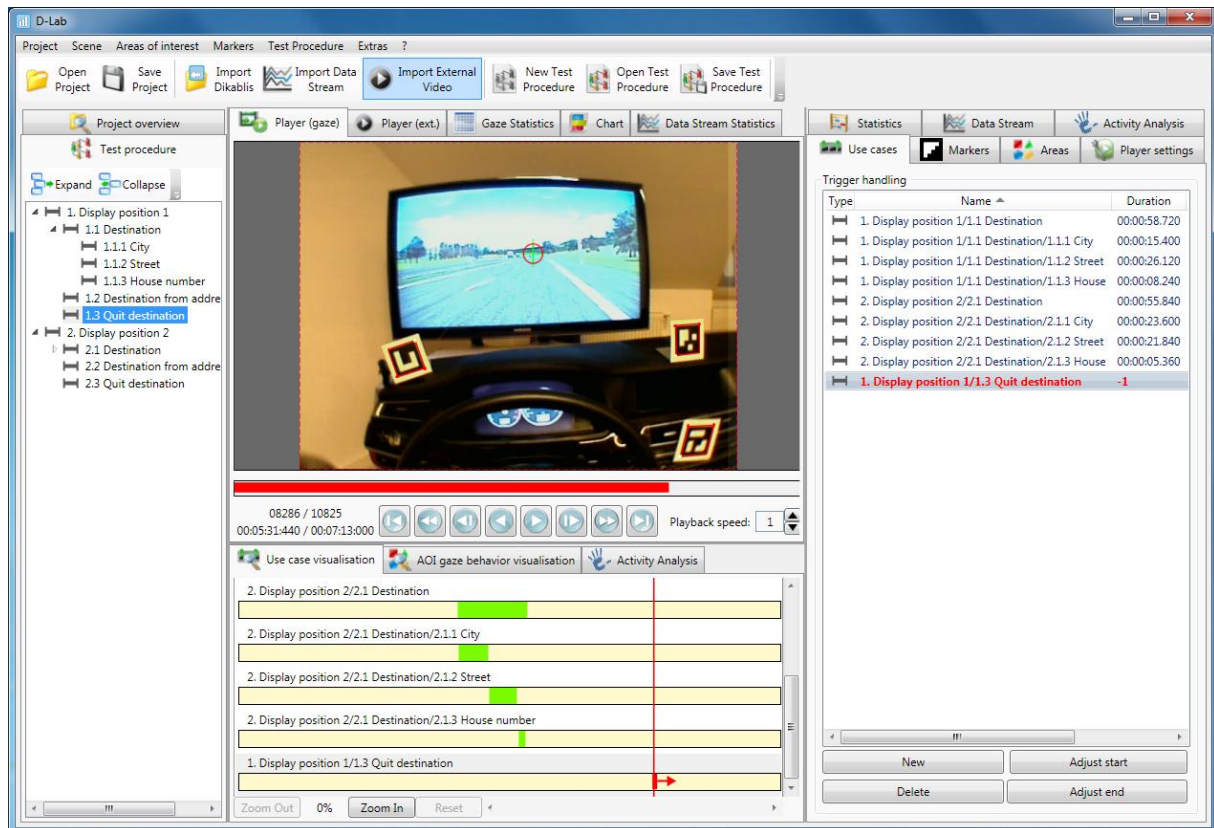 D-Lab
Project Scene Areas of interest Markers Test Procedure Extras ?
Open Project
Save Project
Import Dikablis
Import Data Stream
Import External Video
New Test Procedure
Open Test Procedure
Save Test Procedure
Project overview
Test procedure
Expand Collapse
1. Display position 1
1.1 Destination
1.1.1 City
1.1.2 Street
1.1.3 House number
1.2 Destination from addre
1.3 Quit destination
2. Display position 2
2.1 Destination
2.2 Destination from addre
2.3 Quit destination
Player (gaze) Player (ext.) Gaze Statistics Chart Data Stream Statistics
08286 / 10825
00:05:31:440 / 00:07:13:000
Playback speed: 1
Use case visualisation AOI gaze behavior visualisation Activity Analysis
2. Display position 2/2.1 Destination
2. Display position 2/2.1 Destination/2.1.1 City
2. Display position 2/2.1 Destination/2.1.2 Street
2. Display position 2/2.1 Destination/2.1.3 House number
1. Display position 1/1.3 Quit destination
Zoom Out 0% Zoom In Reset
Statistics Data Stream Activity Analysis
Use cases Markers Areas Player settings
Trigger handling
Type Name Duration
1. Display position 1/1.1 Destination 00:00:58.720
1. Display position 1/1.1 Destination/1.1.1 City 00:00:15.400
1. Display position 1/1.1 Destination/1.1.2 Street 00:00:26.120
1. Display position 1/1.1 Destination/1.1.3 House 00:00:08.240
2. Display position 2/2.1 Destination 00:00:55.840
2. Display position 2/2.1 Destination/2.1.1 City 00:00:23.600
2. Display position 2/2.1 Destination/2.1.2 Street 00:00:21.840
2. Display position 2/2.1 Destination/2.1.3 House 00:00:05.360
1. Display position 1/1.3 Quit destination -1
New Adjust start
Delete Adjust end